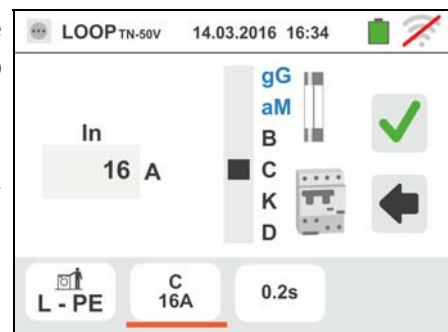 LOOP TN-50V 14.03.2016 16:34
gG
aM
B
C
K
D
In
16 A
L - PE
C
16A
0.2s